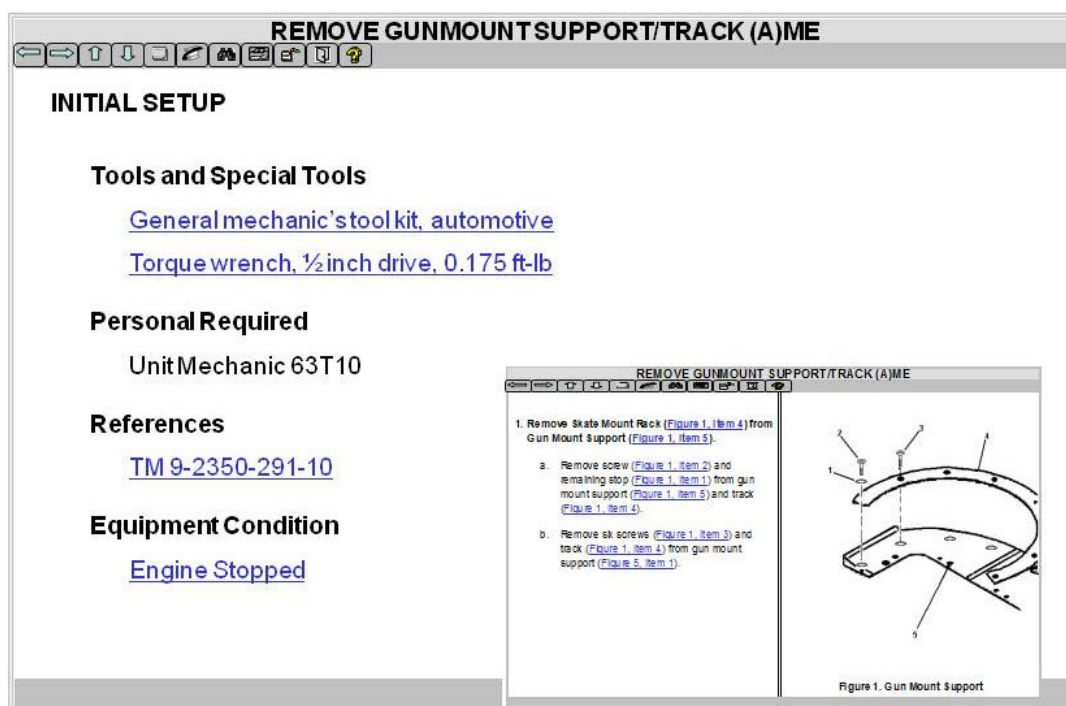 REMOVE GUNMOUNT SUPPORT/TRACK (A)ME
INITIAL SETUP
Tools and Special Tools
General mechanic's tool kit, automotive
Torque wrench, ½ inch drive, 0.175 ft-lb
Personal Required
Unit Mechanic 63T10
References
TM 9-2350-291-10
Equipment Condition
Engine Stopped
REMOVE GUNMOUNT SUPPORT/TRACK (A)ME
1. Remove Skate Mount Rack (Figure 1, Item 4) from
Gun Mount Support (Figure 1, Item 5).
a. Remove screw (Figure 1, Item 2) and
remaining stop (Figure 1, Item 1) from gun
mount support (Figure 1, Item 5) and track
(Figure 1, Item 4).
b. Remove sk screws (Figure 1, Item 3) and
track (Figure 1, Item 4) from gun mount
support (Figure 5, Item 1).
2
3
4
1
5
Figure 1. Gun Mount Support